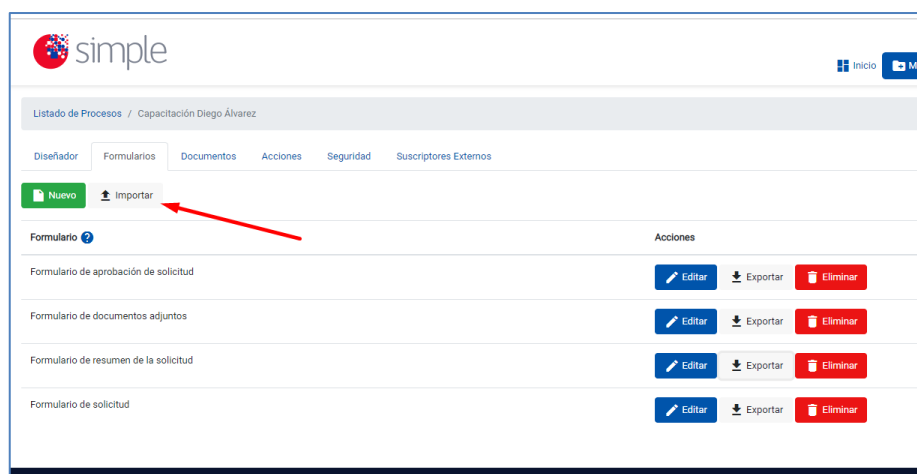 simple
Inicio
Listado de Procesos / Capacitación Diego Álvarez
Diseñador Formularios Documentos Acciones Seguridad Suscriptores Externos
Nuevo Importar
Formulario ? Acciones
Formulario de aprobación de solicitud Editar Exportar Eliminar
Formulario de documentos adjuntos Editar Exportar Eliminar
Formulario de resumen de la solicitud Editar Exportar Eliminar
Formulario de solicitud Editar Exportar Eliminar